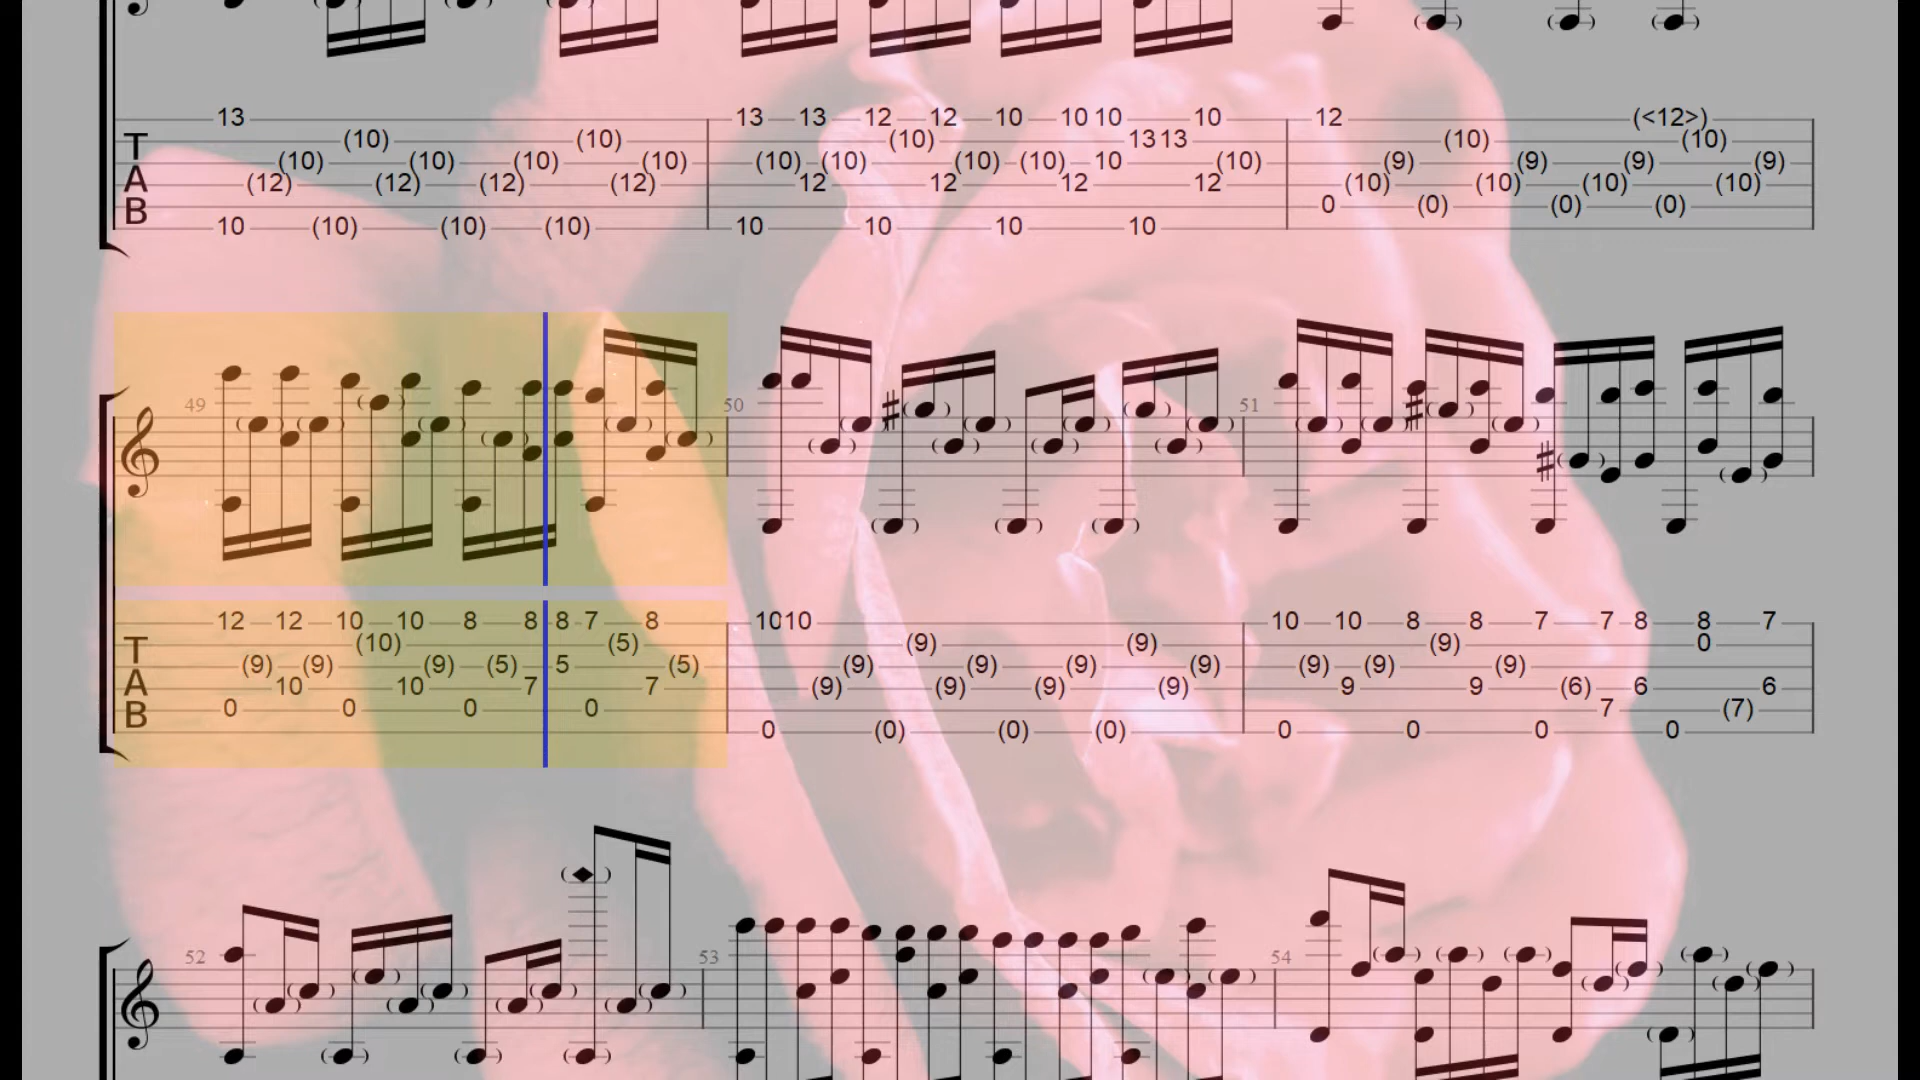 13 13 13 12 12 10 10 10 10 12 (<12>)
T (10) (10) (10) 13 13 (10) (10)
A (10) (10) (10) (10) (10) (10) (10) (10) 10 (10) (9) (9) (9) (9)
(12) (12) (12) (12) 12 12 12 12 (10) (10) (10) (10)
B 0 (0) (0) (0)
10 (10) (10) (10) 10 10 10 10
49 50 51
12 12 10 10 8 8 8 7 8 10 10 10 10 8 8 7 7 8 8 7
T (10) (5) (9) (9) (9) 0
(9) (9) (9) (5) 5 (5) (9) (9) (9) (9) (9) (9) (9)
A 10 10 7 7 (9) (9) (9) (9) 9 9 (6) 6 6
B 0 0 0 0 7 (7)
0 (0) (0) (0) 0 0 0 0
52 53 54